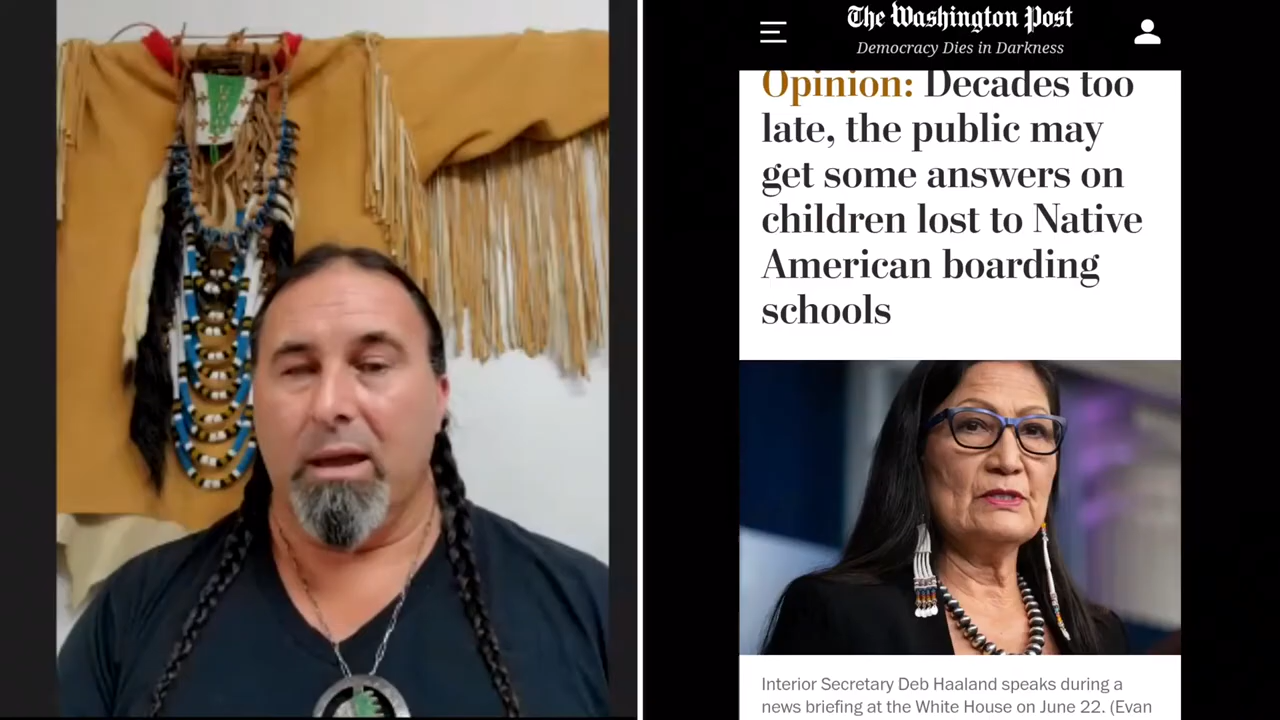 The Washington Post
Democracy Dies in Darkness
Opinion: Decades too
late, the public may
get some answers on
children lost to Native
American boarding
schools
Interior Secretary Deb Haaland speaks during a
news briefing at the White House on June 22. (Evan